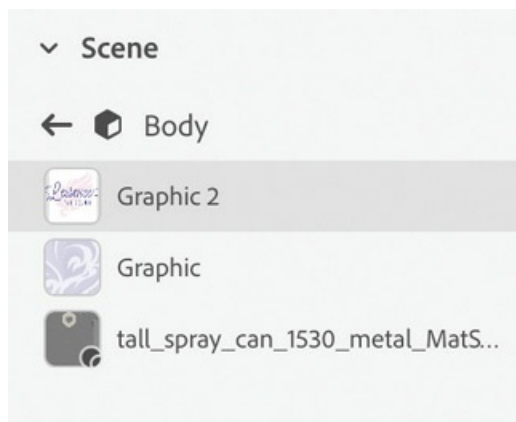 Scene
Body
Graphic 2
Graphic
tall_spray_can_1530_metal_MatS...